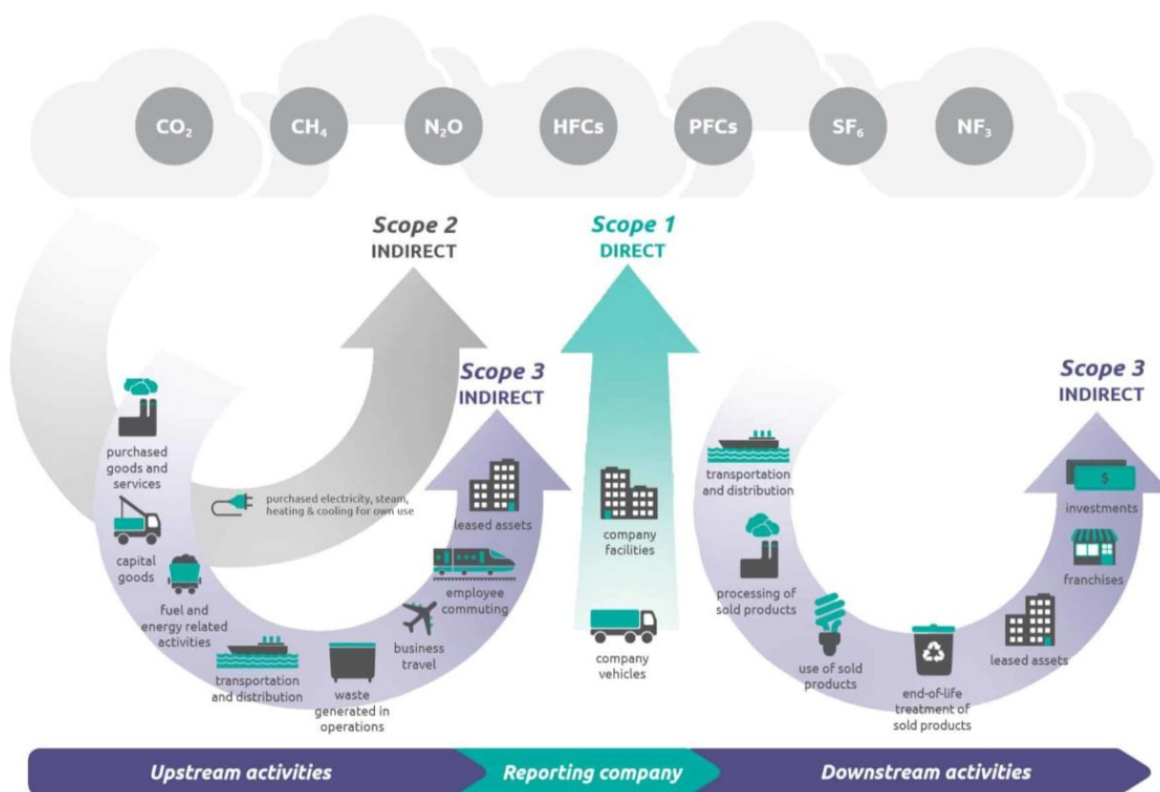 CO₂
CH₄
N₂O
HFCs
PFCs
SF₆
NF₃
Scope 2
INDIRECT
Scope 1
DIRECT
Scope 3
INDIRECT
Scope 3
INDIRECT
purchased
goods and
services
capital
goods
fuel and
energy related
activities
purchased electricity, steam,
heating & cooling for own use
transportation
and distribution
waste
generated in
operations
business
travel
employee
commuting
leased assets
company
facilities
company
vehicles
transportation
and distribution
processing of
sold products
use of sold
products
end-of-life
treatment of
sold products
leased assets
franchises
$
investments
Upstream activities
Reporting company
Downstream activities